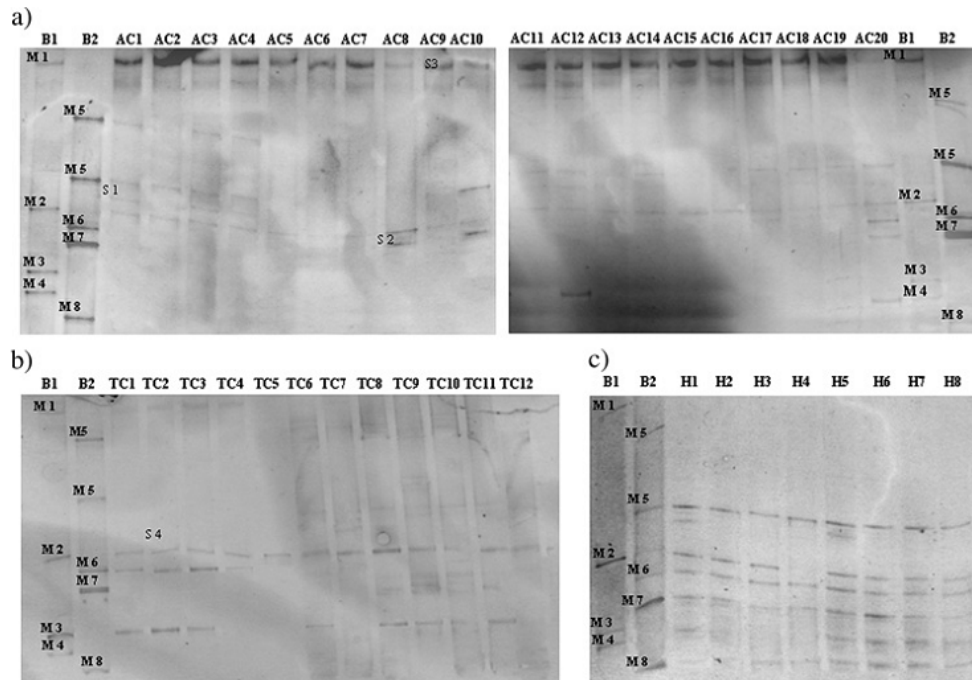 a)
B1 B2 AC1 AC2 AC3 AC4 AC5 AC6 AC7 AC8 AC9 AC10
M 1
S3
M 5
M 5
S 1
M 2
M 6
M 7
S 2
M 3
M 4
M 8
AC11 AC12 AC13 AC14 AC15 AC16 AC17 AC18 AC19 AC20 B1 B2
M 1
M 5
M 5
M 2
M 6
M 7
M 3
M 4
M 8
b)
B1 B2 TC1 TC2 TC3 TC4 TC5 TC6 TC7 TC8 TC9 TC10 TC11 TC12
M 1
M5
M 5
S 4
M 2
M 6
M 7
M 3
M 4
M 8
c)
B1 B2 H1 H2 H3 H4 H5 H6 H7 H8
M 1
M 5
M 5
M 2
M 6
M 7
M 3
M 4
M 8